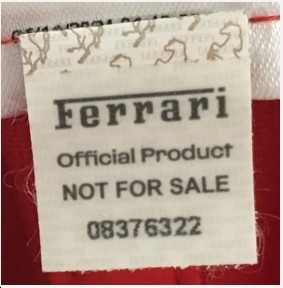 Ferrari
Official Product
NOT FOR SALE
08376322